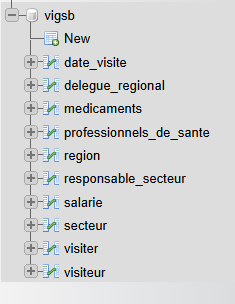 vigsb
New
date_visite
delegue_regional
medicaments
professionnels_de_sante
region
responsable_secteur
salarie
secteur
visiter
visiteur